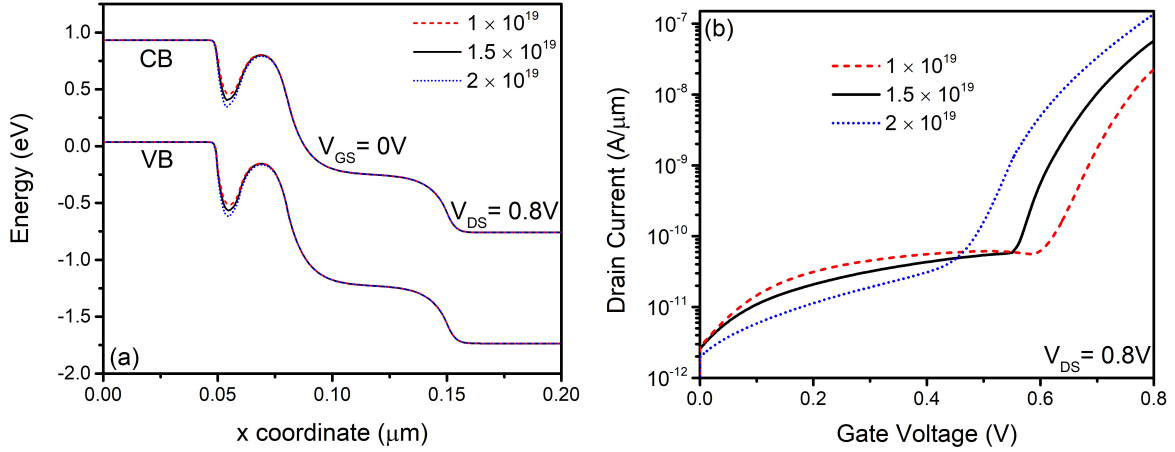 1.0
0.5
0.0
-0.5
-1.0
-1.5
-2.0
Energy (eV)
1 × 10^19
1.5 × 10^19
2 × 10^19
CB
VB
V_GS = 0V
V_DS = 0.8V
(a)
0.00 0.05 0.10 0.15 0.20
x coordinate (μm)
10^-7
10^-8
10^-9
10^-10
10^-11
10^-12
Drain Current (A/μm)
(b)
1 × 10^19
1.5 × 10^19
2 × 10^19
V_DS = 0.8V
0.0 0.2 0.4 0.6 0.8
Gate Voltage (V)